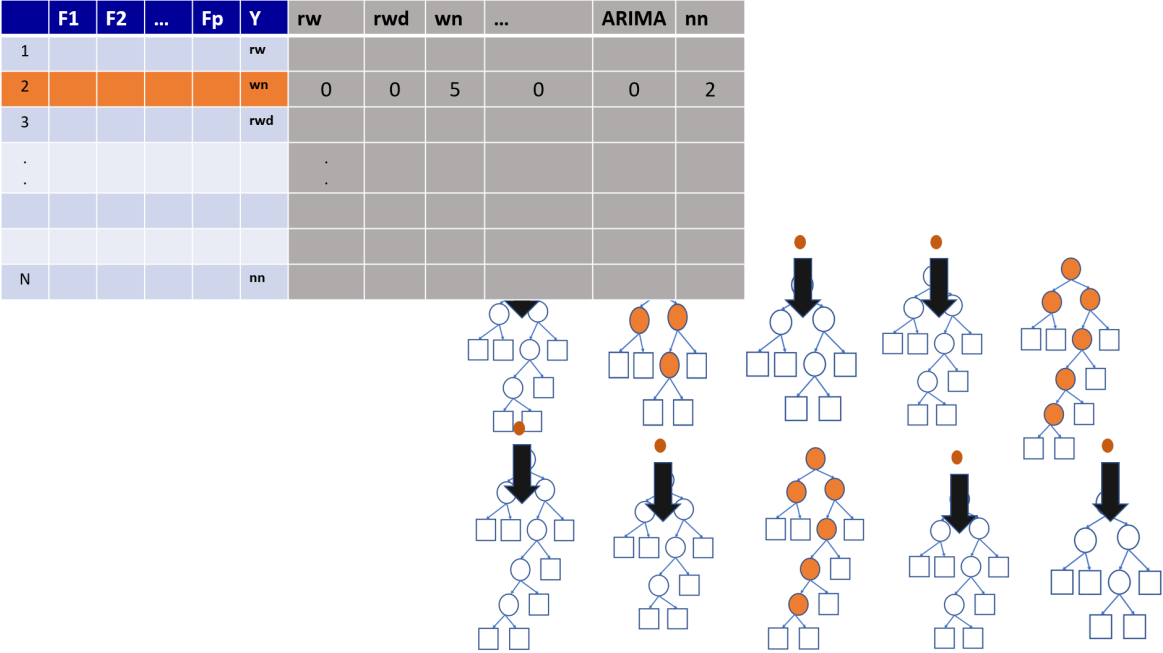 F1 F2 ... Fp Y rw rwd wn ... ARIMA nn
1 rw
2 wn 0 0 5 0 0 2
3 rwd
. .
. .
N nn